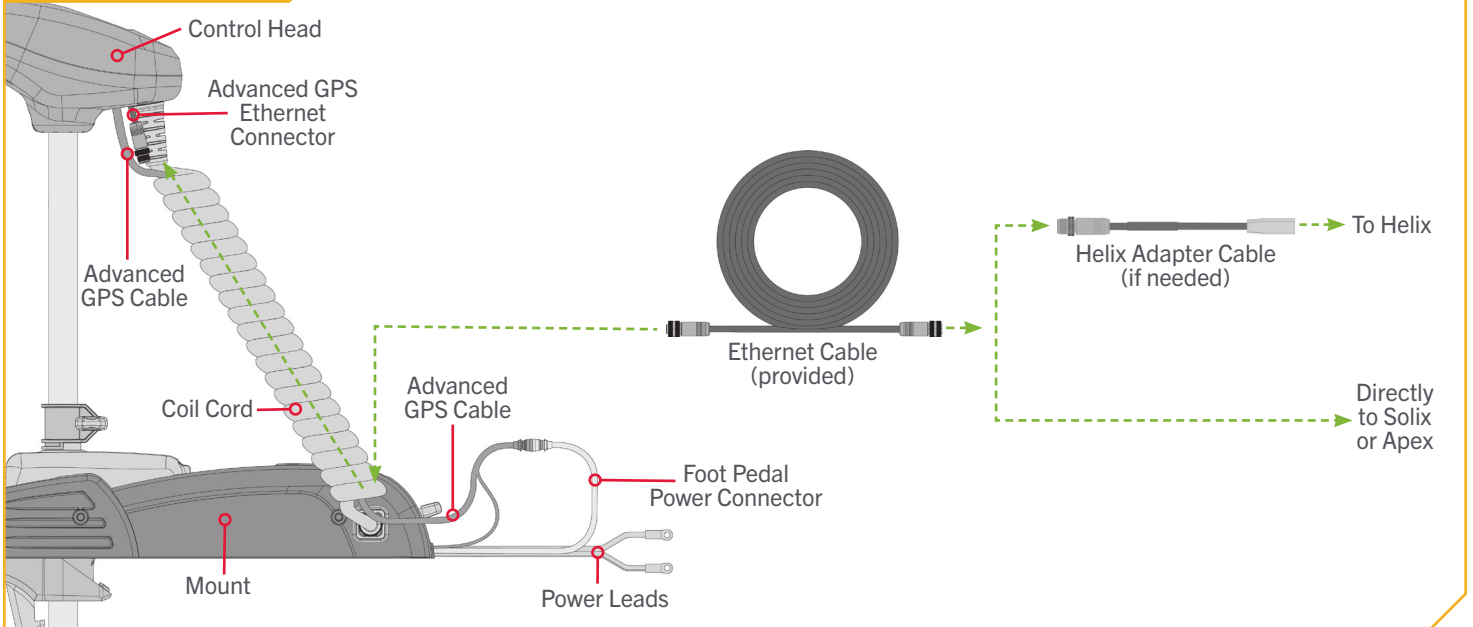 Control Head
Advanced GPS
Ethernet
Connector
Advanced
GPS Cable
Coil Cord
Mount
Advanced
GPS Cable
Foot Pedal
Power Connector
Power Leads
Ethernet Cable
(provided)
Helix Adapter Cable
(if needed)
To Helix
Directly
to Solix
or Apex